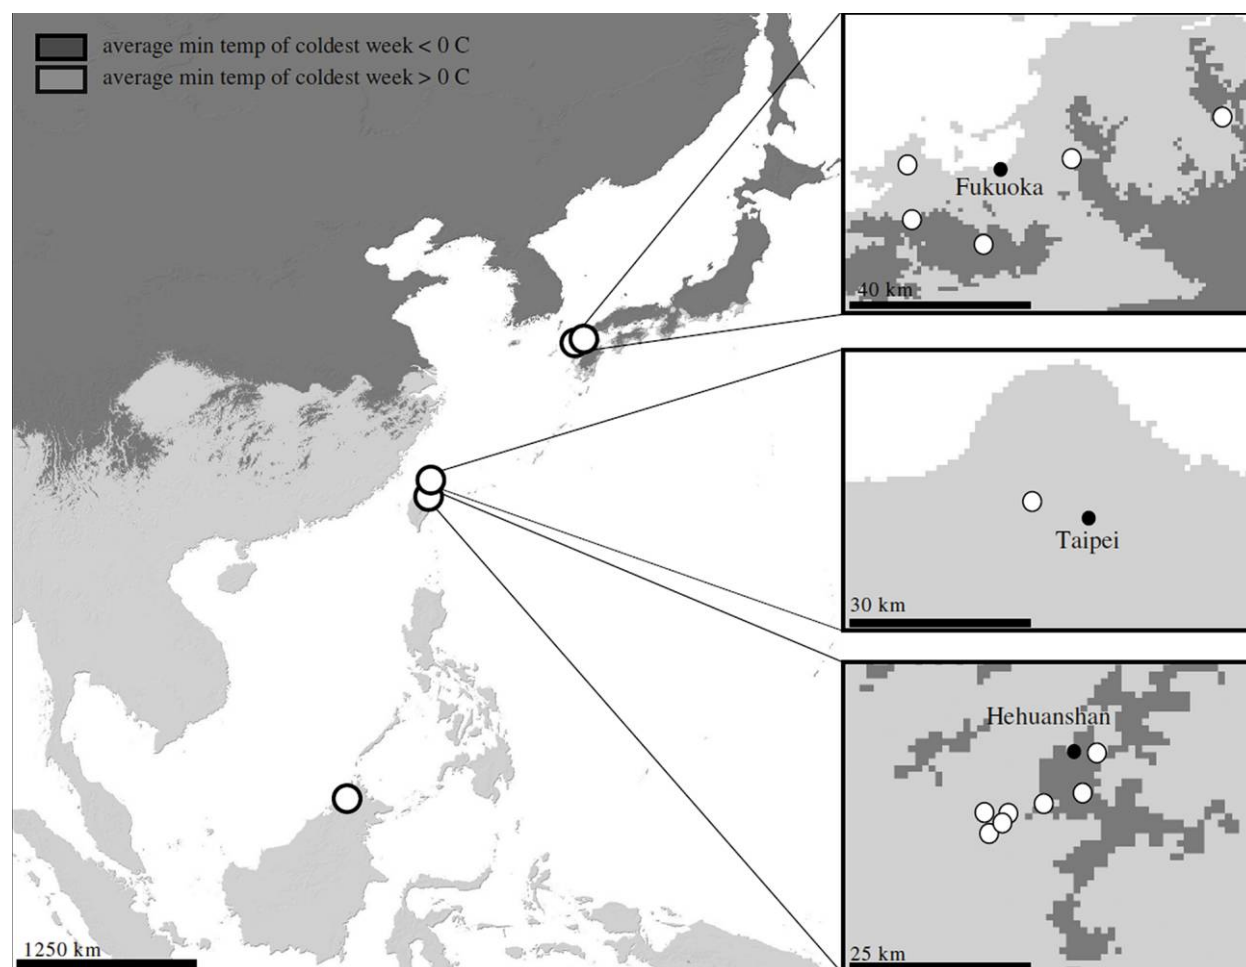 average min temp of coldest week < 0 C
average min temp of coldest week > 0 C
Fukuoka
40 km
Taipei
30 km
Hehuanshan
25 km
1250 km